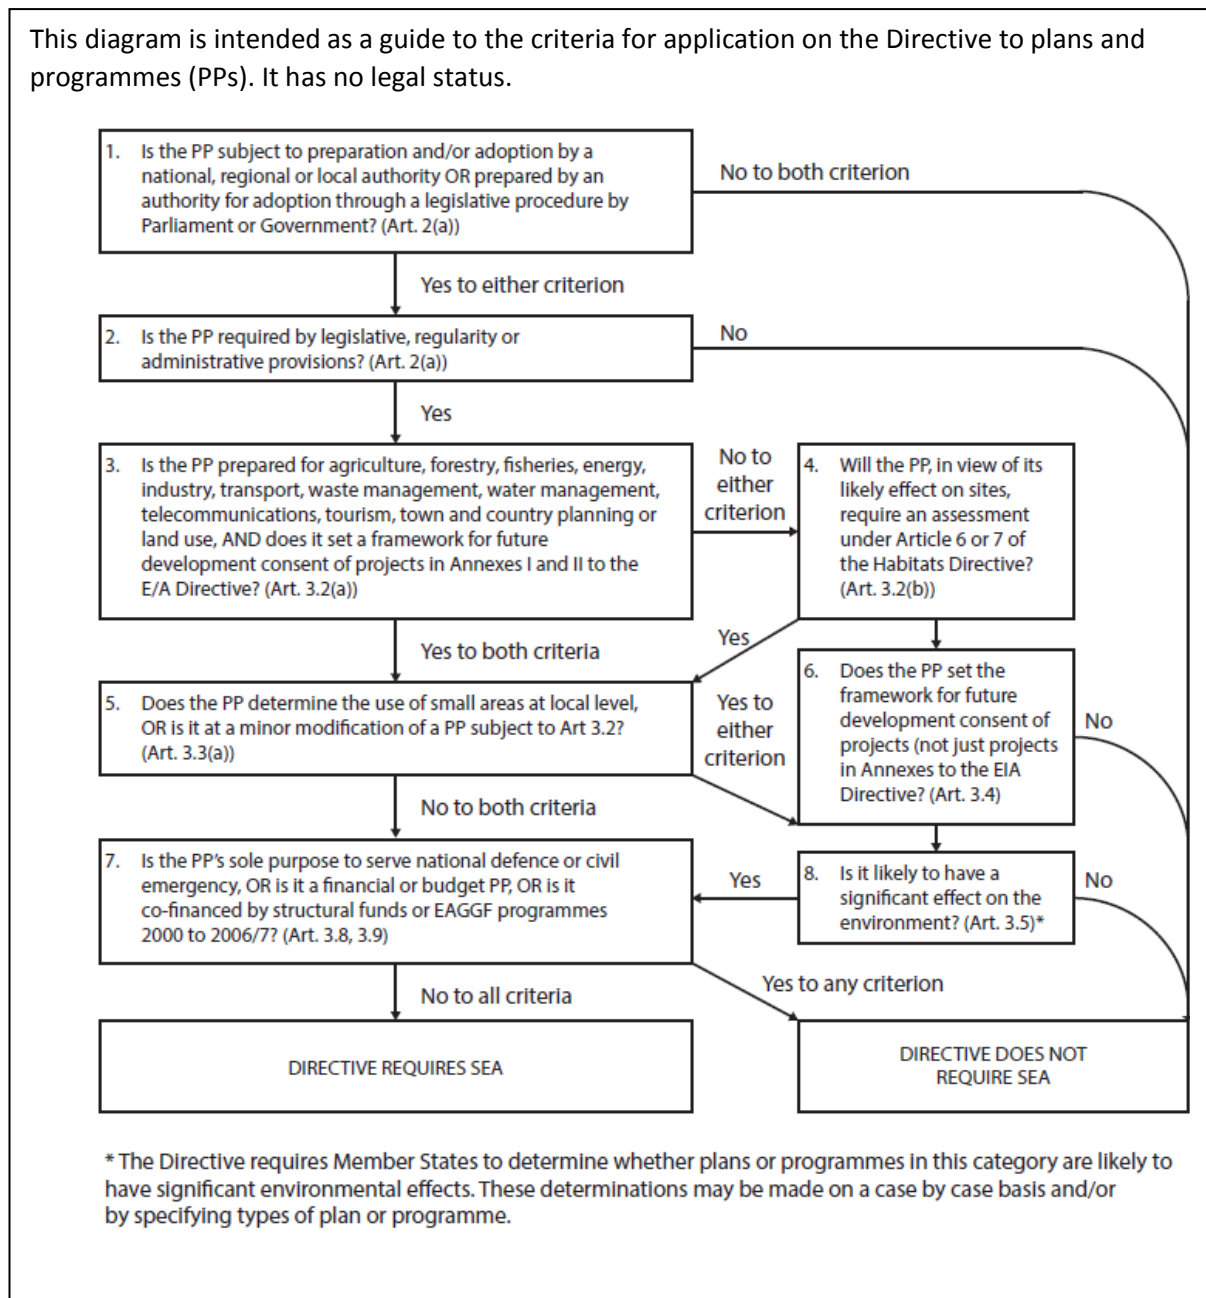 This diagram is intended as a guide to the criteria for application on the Directive to plans and
programmes (PPs). It has no legal status.
1. Is the PP subject to preparation and/or adoption by a
national, regional or local authority OR prepared by an
authority for adoption through a legislative procedure by
Parliament or Government? (Art. 2(a))
No to both criterion
Yes to either criterion
2. Is the PP required by legislative, regularity or
administrative provisions? (Art. 2(a))
No
Yes
3. Is the PP prepared for agriculture, forestry, fisheries, energy,
industry, transport, waste management, water management,
telecommunications, tourism, town and country planning or
land use, AND does it set a framework for future
development consent of projects in Annexes I and II to the
E/A Directive? (Art. 3.2(a))
No to
either
criterion
4. Will the PP, in view of its
likely effect on sites,
require an assessment
under Article 6 or 7 of
the Habitats Directive?
(Art. 3.2(b))
Yes to both criteria
Yes
5. Does the PP determine the use of small areas at local level,
OR is it at a minor modification of a PP subject to Art 3.2?
(Art. 3.3(a))
Yes to
either
criterion
6. Does the PP set the
framework for future
development consent of
projects (not just projects
in Annexes to the EIA
Directive? (Art. 3.4)
No
No to both criteria
7. Is the PP's sole purpose to serve national defence or civil
emergency, OR is it a financial or budget PP, OR is it
co-financed by structural funds or EAGGF programmes
2000 to 2006/7? (Art. 3.8, 3.9)
Yes
8. Is it likely to have a
significant effect on the
environment? (Art. 3.5)*
No
No to all criteria
Yes to any criterion
DIRECTIVE REQUIRES SEA
DIRECTIVE DOES NOT
REQUIRE SEA
* The Directive requires Member States to determine whether plans or programmes in this category are likely to
have significant environmental effects. These determinations may be made on a case by case basis and/or
by specifying types of plan or programme.